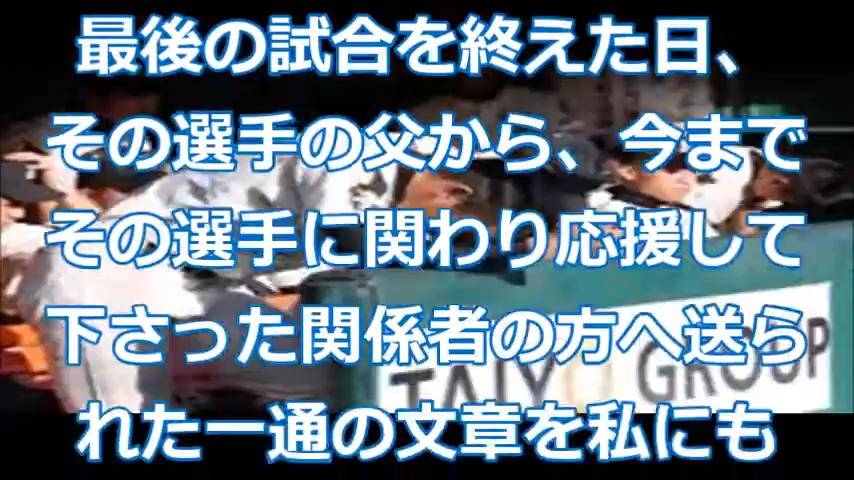 最後の試合を終えた日、
その選手の父から、今まで
その選手に関わり応援して
下さった関係者の方へ送ら
れた一通の文章を私にも
TAIYO GROUP